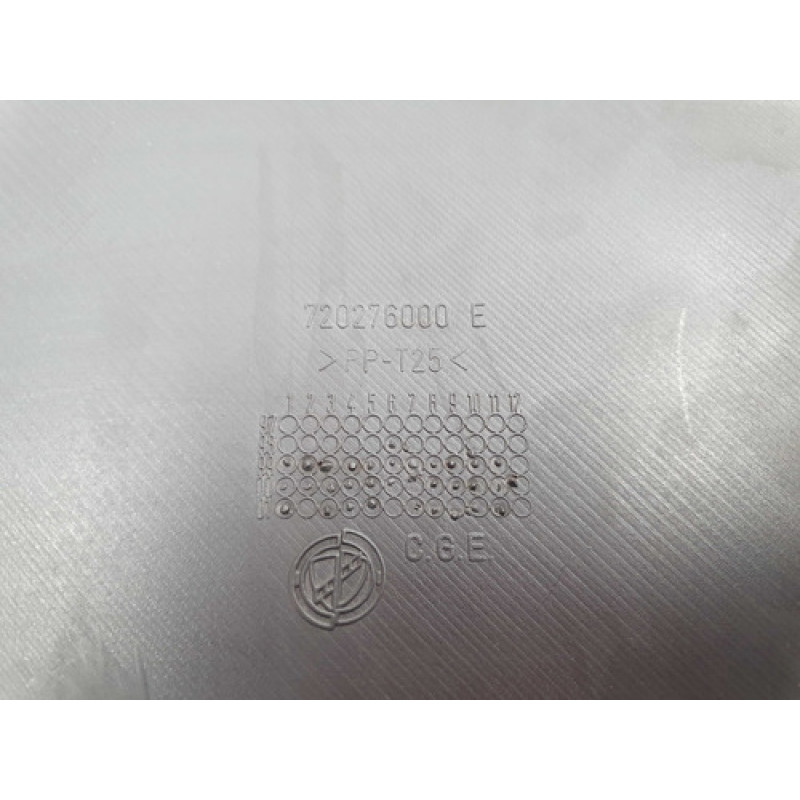 720276000 E
>PP-T25<
1 2 3 4 5 6 7 8 9 10 11 12
C.G.E.